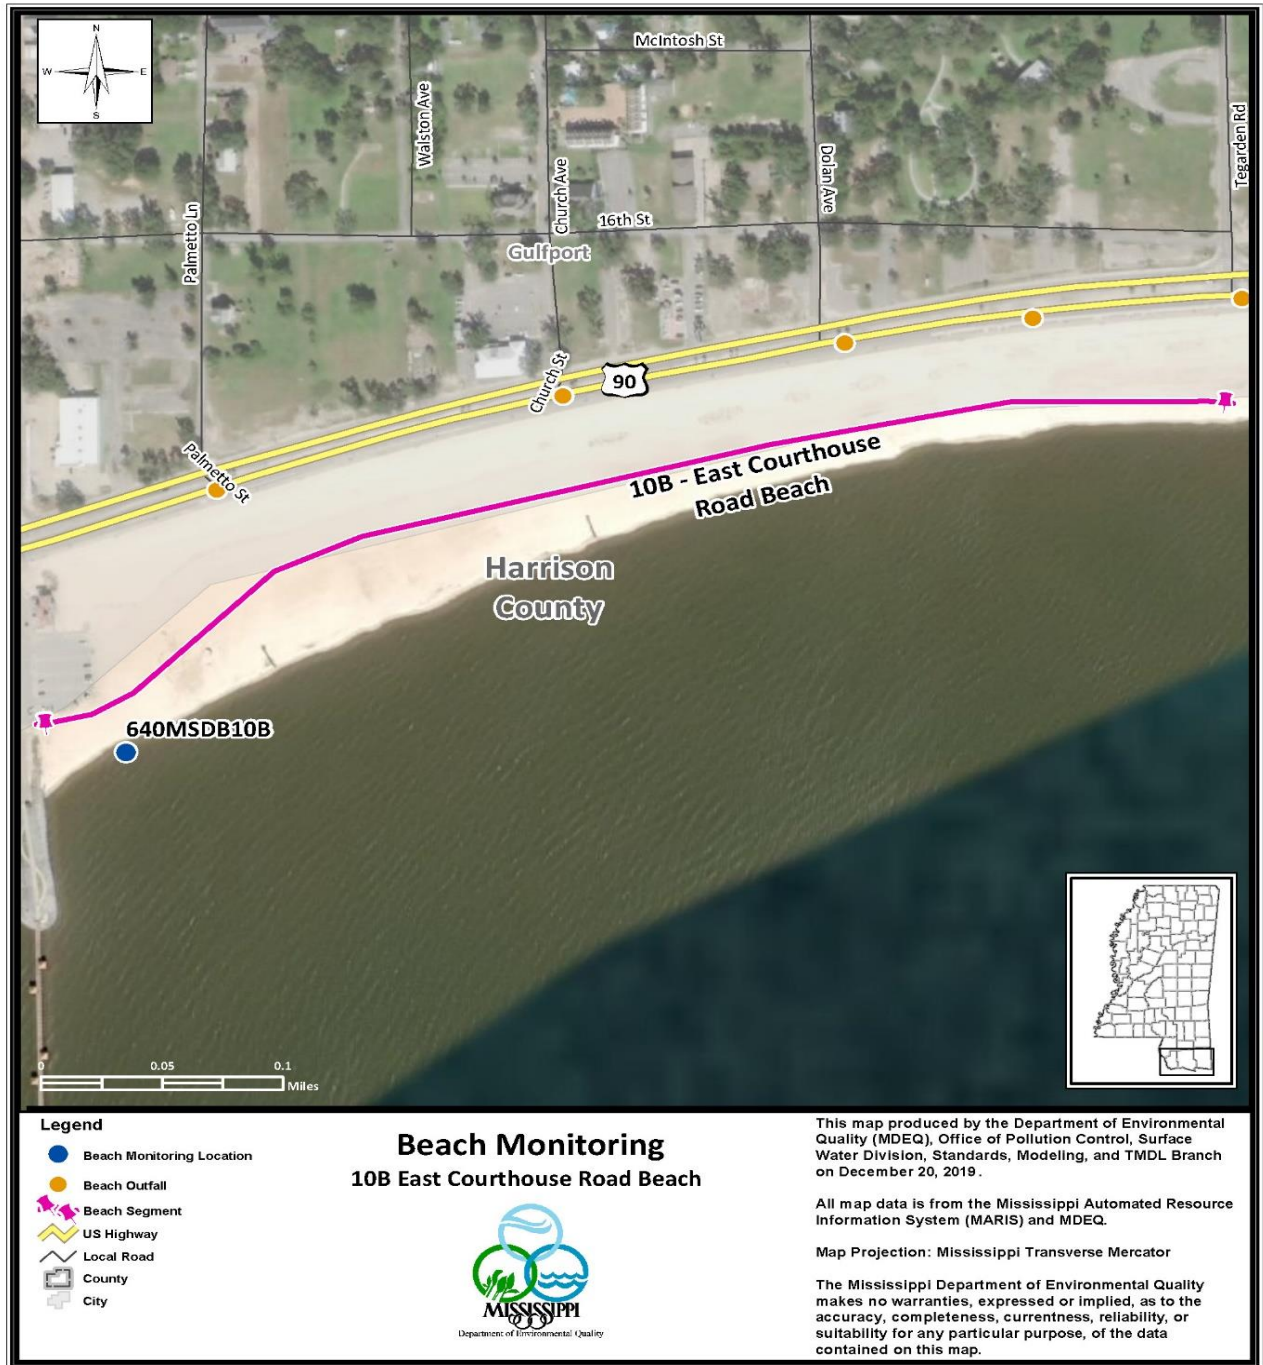 N
W E
S
McIntosh St
Walston Ave
Church Ave
Dolan Ave
Tegarden Rd
Palmetto Ln
16th St
Gulfport
Church St
90
Palmetto St
10B - East Courthouse
Road Beach
Harrison
County
640MSDB10B
0 0.05 0.1
Miles
Legend
Beach Monitoring Location
Beach Outfall
Beach Segment
US Highway
Local Road
County
City
Beach Monitoring
10B East Courthouse Road Beach
MISSISSIPPI
Department of Environmental Quality
This map produced by the Department of Environmental
Quality (MDEQ), Office of Pollution Control, Surface
Water Division, Standards, Modeling, and TMDL Branch
on December 20, 2019.
All map data is from the Mississippi Automated Resource
Information System (MARIS) and MDEQ.
Map Projection: Mississippi Transverse Mercator
The Mississippi Department of Environmental Quality
makes no warranties, expressed or implied, as to the
accuracy, completeness, currentness, reliability, or
suitability for any particular purpose, of the data
contained on this map.